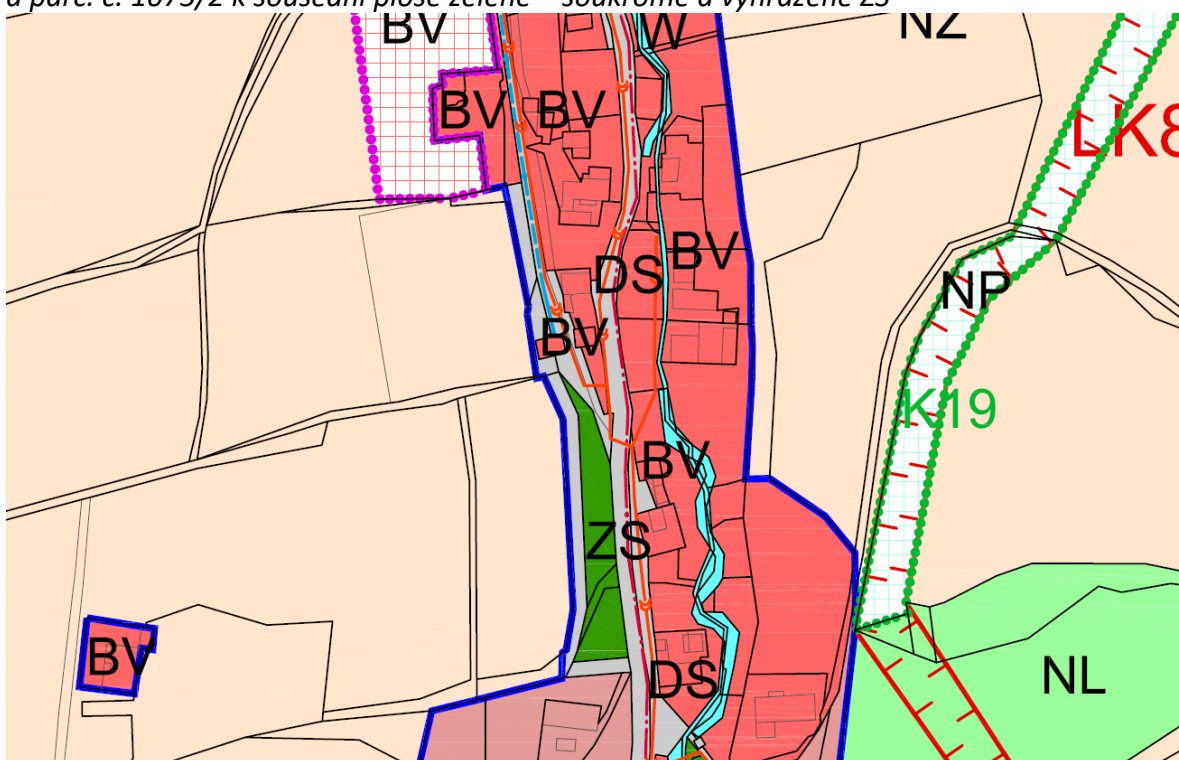 a parc. č. 1075/2 k sousední ploše zeleně – soukromé a vyhrazené ZS
BV
W
NZ
BV
BV
LK8
BV
DS
NP
BV
K19
BV
ZS
BV
DS
NL